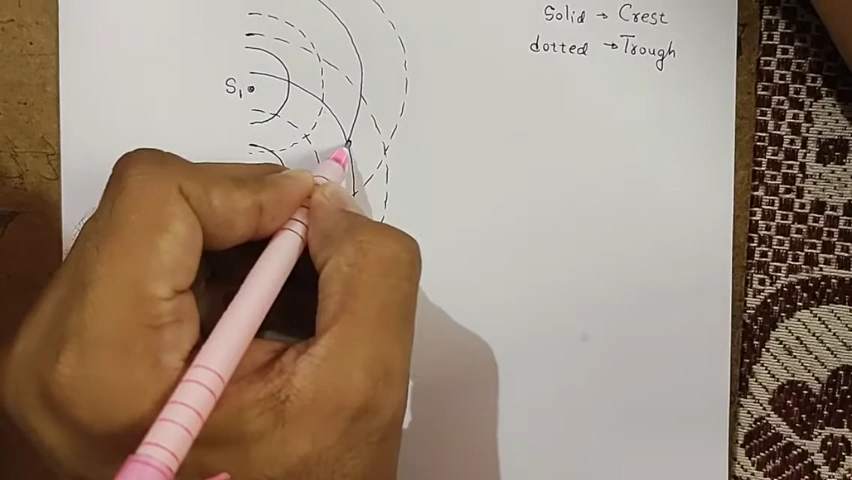 Solid → Crest
dotted → Trough
S₁